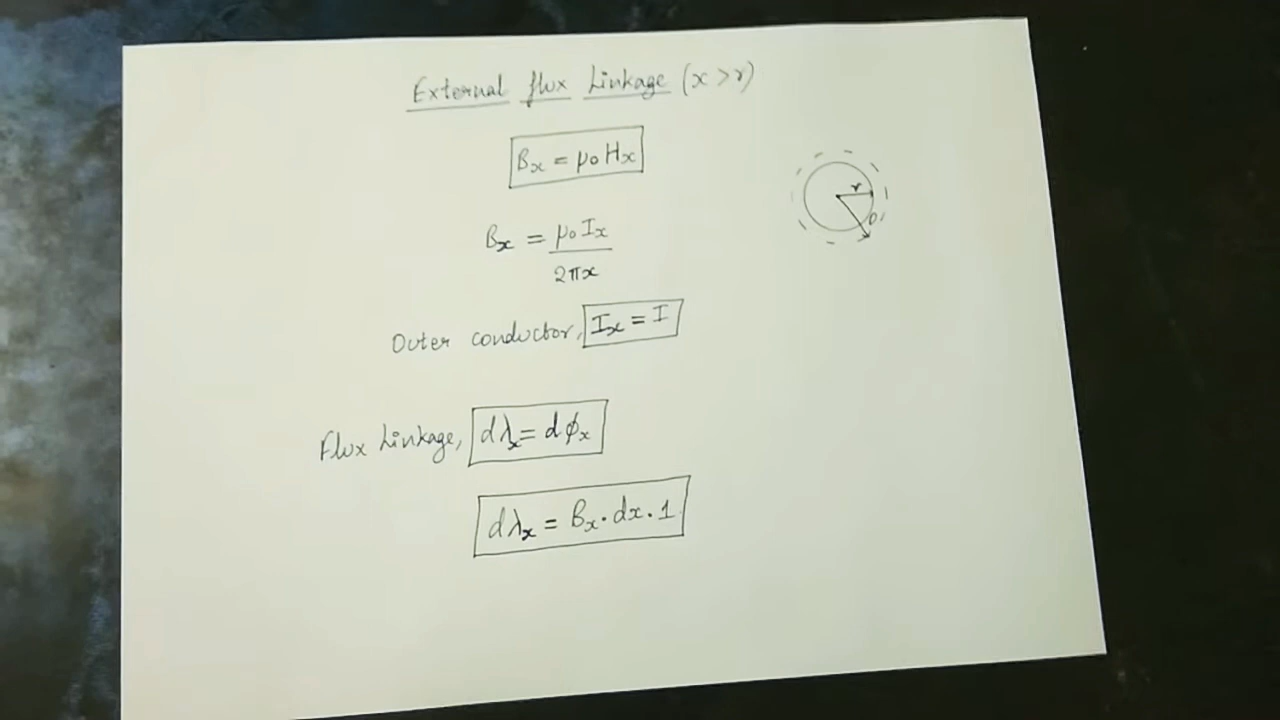 External flux Linkage (x > r)
Bx = μ0 Hx
Bx = μ0 Ix
2πx
Outer conductor, Ix = I
Flux Linkage, dλx = dϕx
dλx = Bx . dx . 1
r
D